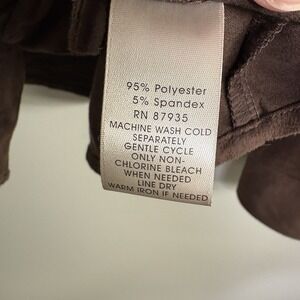 95% Polyester
5% Spandex
RN 87935
MACHINE WASH COLD
SEPARATELY
GENTLE CYCLE
ONLY NON-
CHLORINE BLEACH
WHEN NEEDED
LINE DRY
WARM IRON IF NEEDED